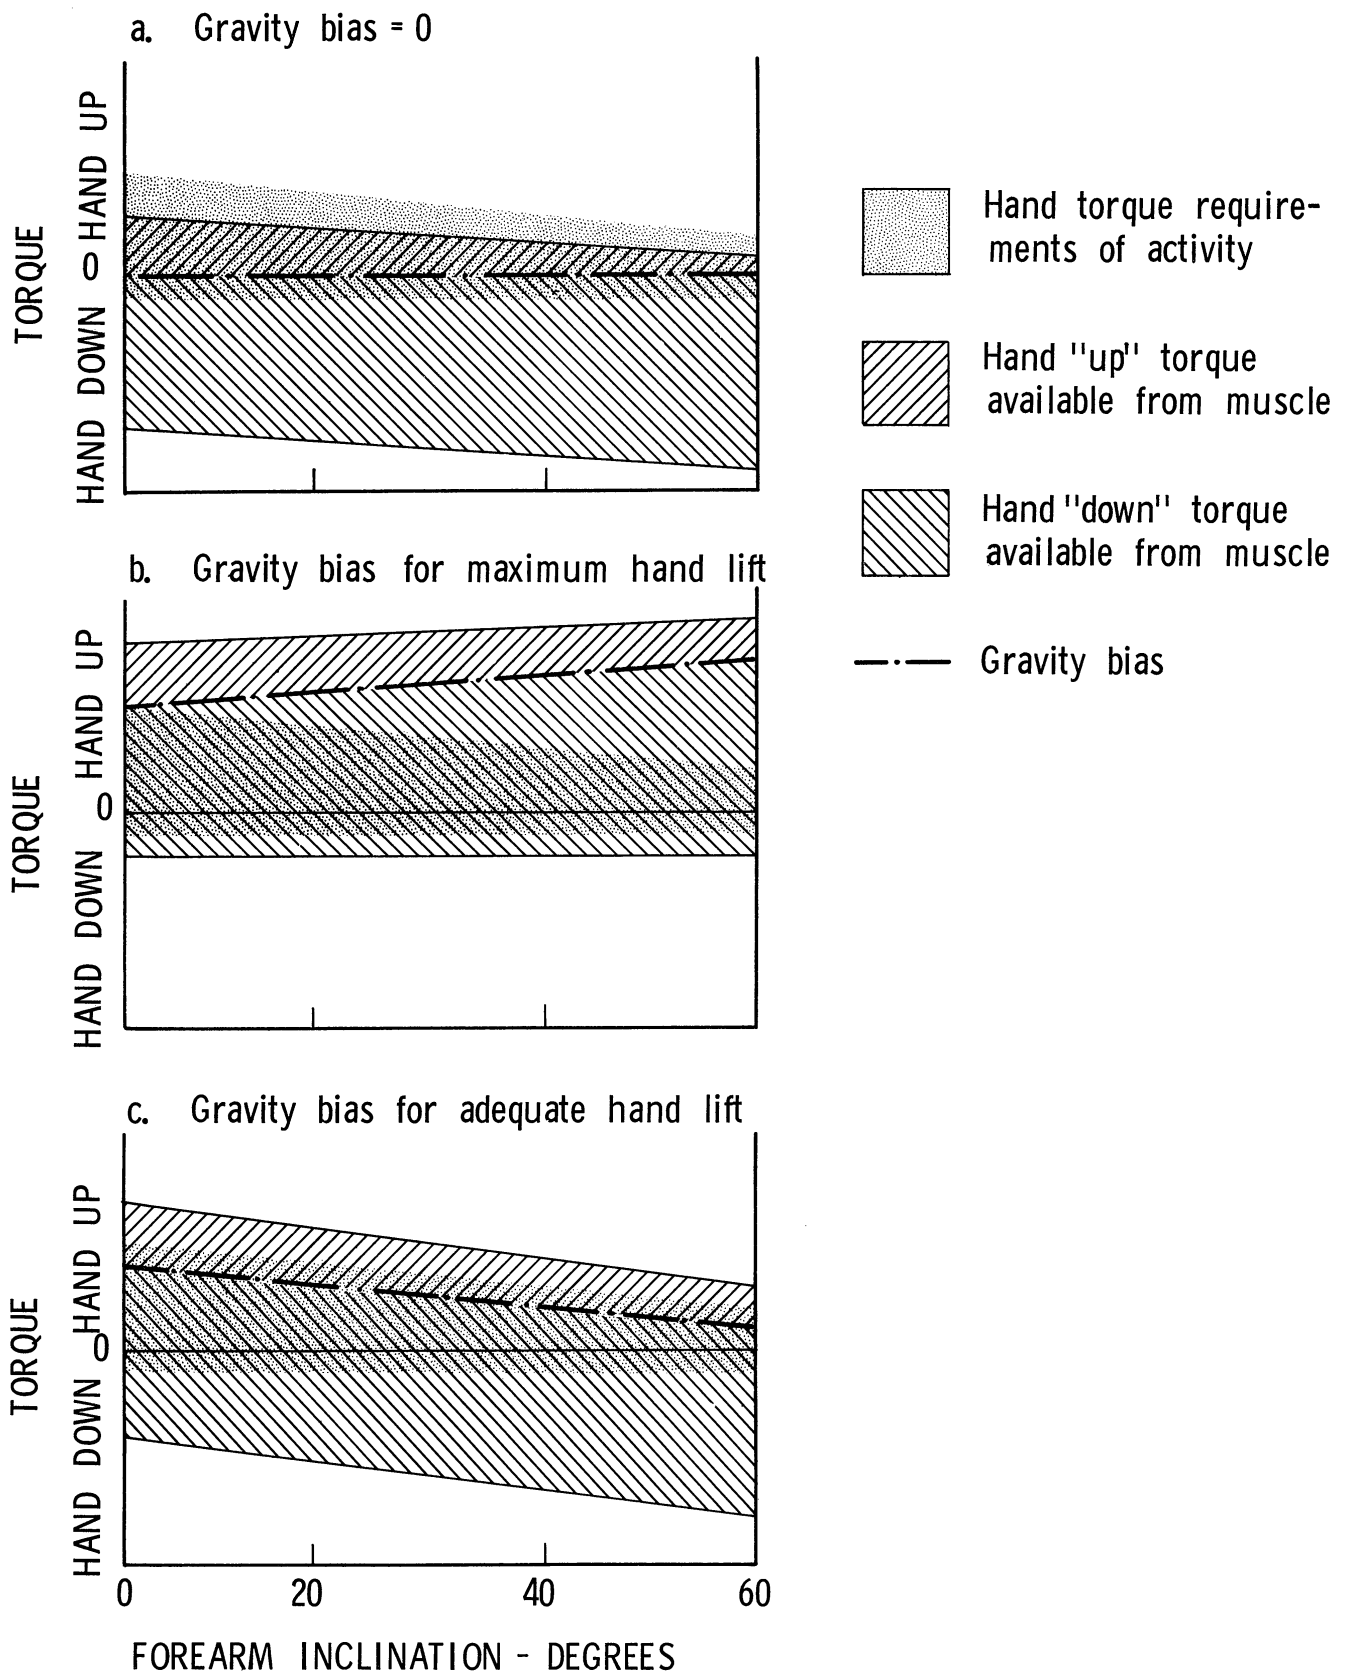 a. Gravity bias = 0
TORQUE
HAND DOWN 0 HAND UP
Hand torque require-
ments of activity
Hand "up" torque
available from muscle
Hand "down" torque
available from muscle
Gravity bias
b. Gravity bias for maximum hand lift
TORQUE
HAND DOWN 0 HAND UP
c. Gravity bias for adequate hand lift
TORQUE
HAND DOWN 0 HAND UP
0 20 40 60
FOREARM INCLINATION - DEGREES